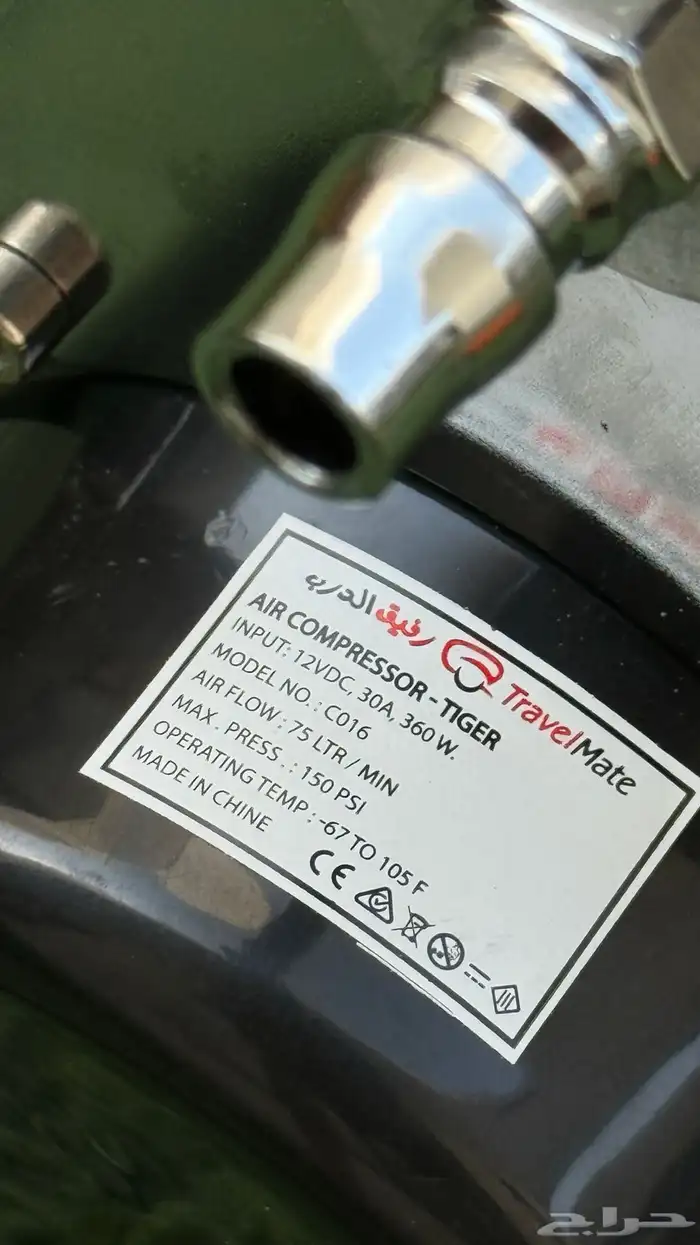 رفيق الدرب TravelMate
AIR COMPRESSOR - TIGER
INPUT: 12VDC, 30A, 360 W.
MODEL NO. : C016
AIR FLOW : 75 LTR / MIN
MAX . PRESS . : 150 PSI
OPERATING TEMP : -67 TO 105 F
MADE IN CHINE
CE
حراج